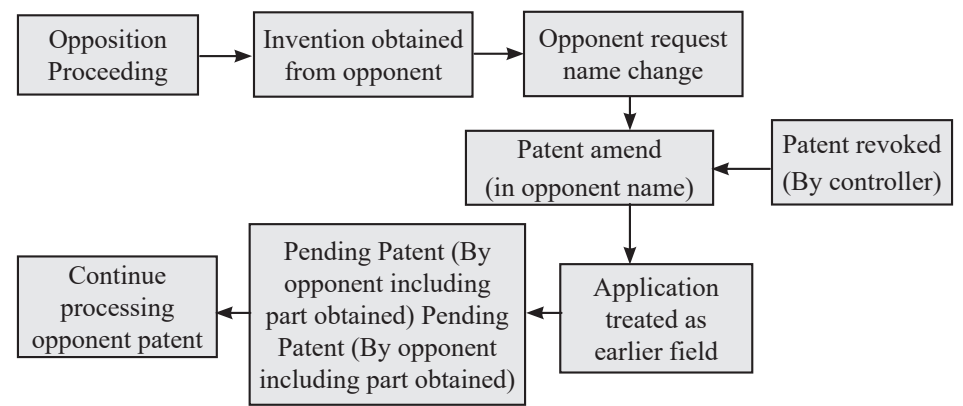 Opposition
Proceeding
Invention obtained
from opponent
Opponent request
name change
Patent amend
(in opponent name)
Patent revoked
(By controller)
Application
treated as
earlier field
Pending Patent (By
opponent including
part obtained) Pending
Patent (By opponent
including part obtained)
Continue
processing
opponent patent